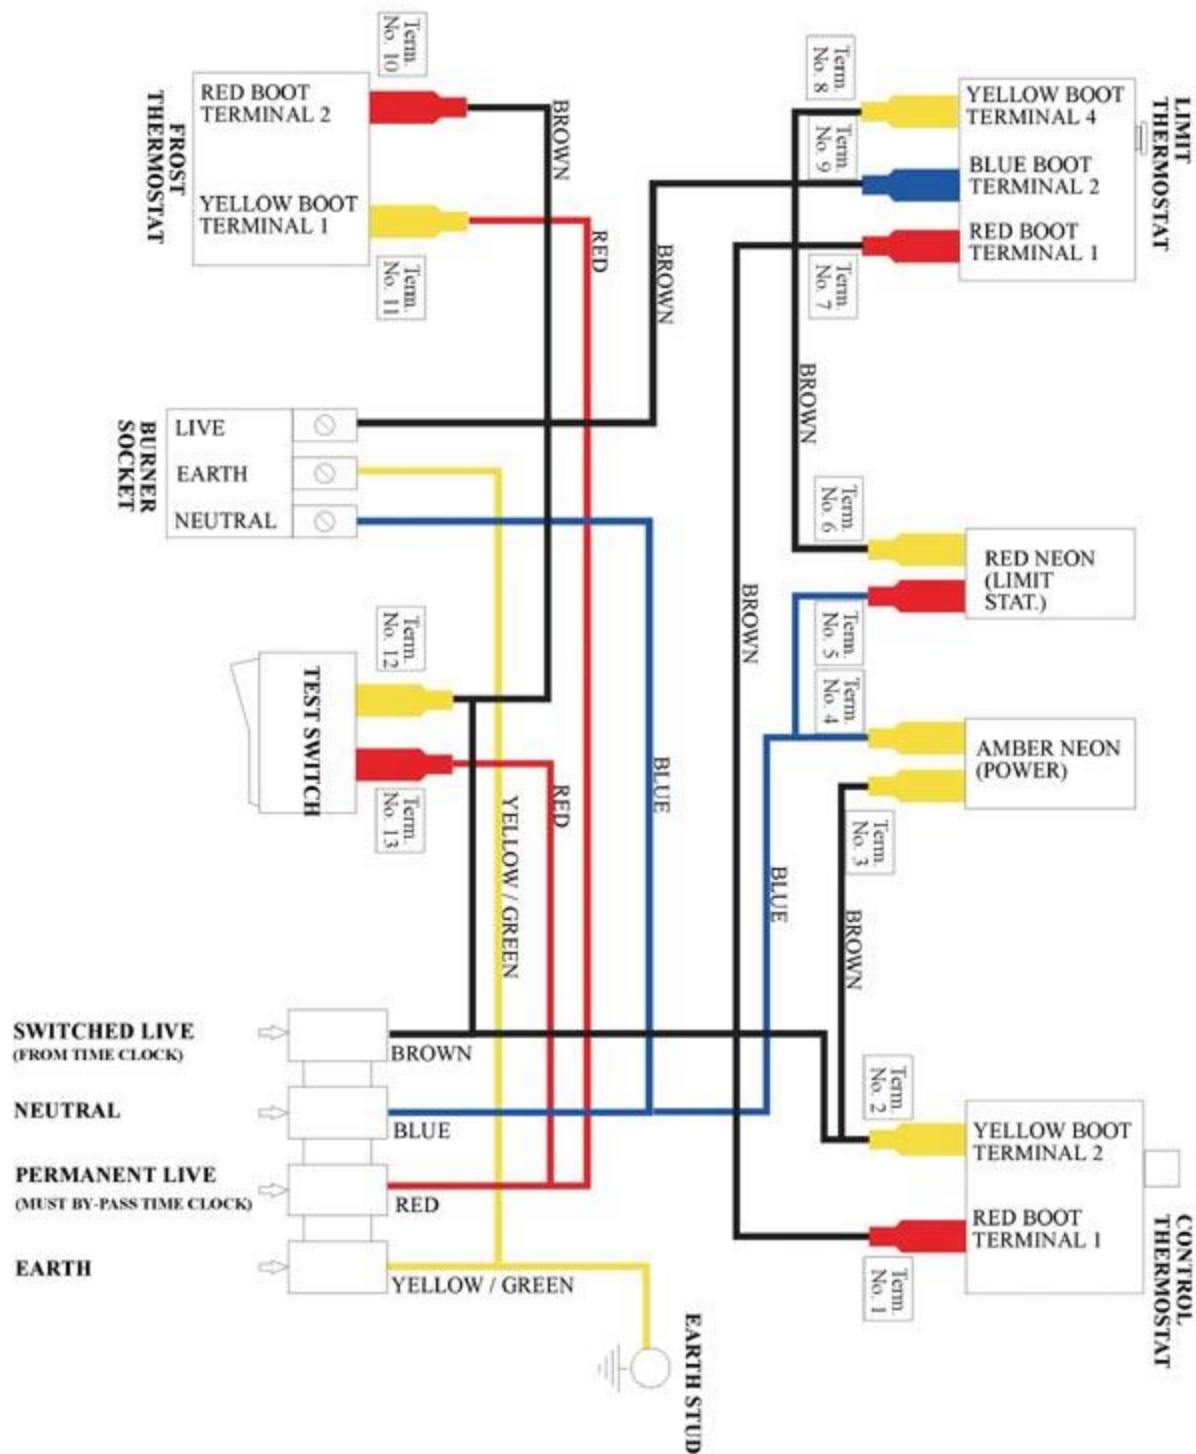 Term.
No. 10
RED BOOT
TERMINAL 2
YELLOW BOOT
TERMINAL 1
FROST
THERMOSTAT
Term.
No. 11
BROWN
RED
BROWN
Term.
No. 8
Term.
No. 9
Term.
No. 7
YELLOW BOOT
TERMINAL 4
BLUE BOOT
TERMINAL 2
RED BOOT
TERMINAL 1
LIMIT
THERMOSTAT
BROWN
LIVE
EARTH
NEUTRAL
BURNER
SOCKET
Term.
No. 6
RED NEON
(LIMIT
STAT.)
Term.
No. 5
BROWN
Term.
No. 12
TEST SWITCH
Term.
No. 13
Term.
No. 4
AMBER NEON
(POWER)
Term.
No. 3
YELLOW / GREEN
RED
BLUE
BLUE
BROWN
SWITCHED LIVE
(FROM TIME CLOCK)
BROWN
NEUTRAL
BLUE
PERMANENT LIVE
(MUST BY-PASS TIME CLOCK)
RED
EARTH
YELLOW / GREEN
EARTH STUD
Term.
No. 2
YELLOW BOOT
TERMINAL 2
RED BOOT
TERMINAL 1
Term.
No. 1
CONTROL
THERMOSTAT